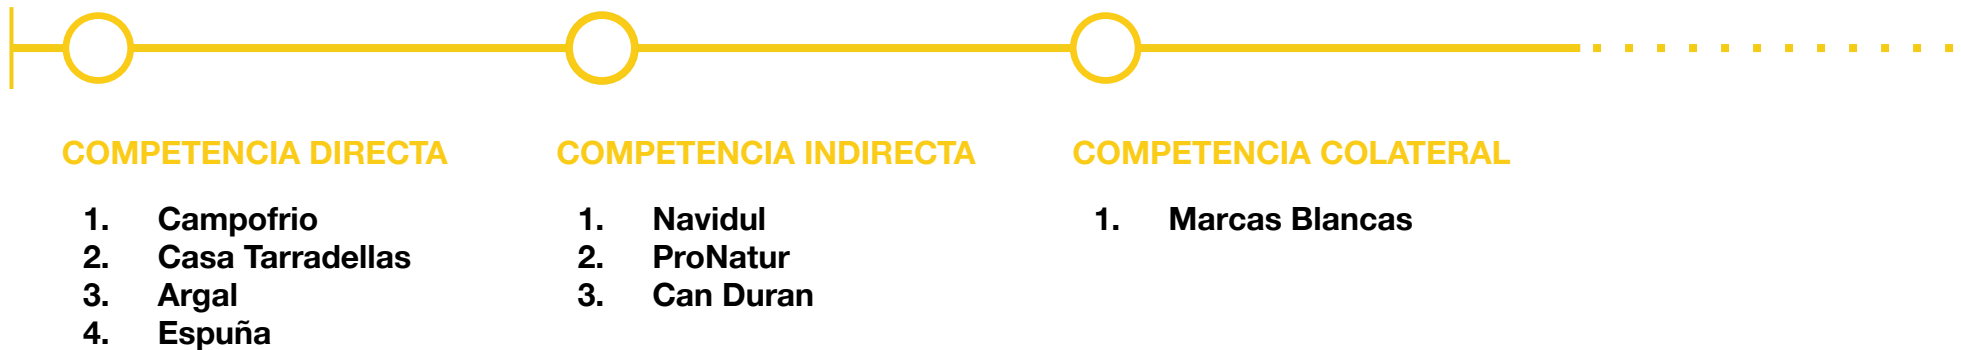 COMPETENCIA DIRECTA
1. Campofrio
2. Casa Tarradellas
3. Argal
4. Espuña
COMPETENCIA INDIRECTA
1. Navidul
2. ProNatur
3. Can Duran
COMPETENCIA COLATERAL
1. Marcas Blancas